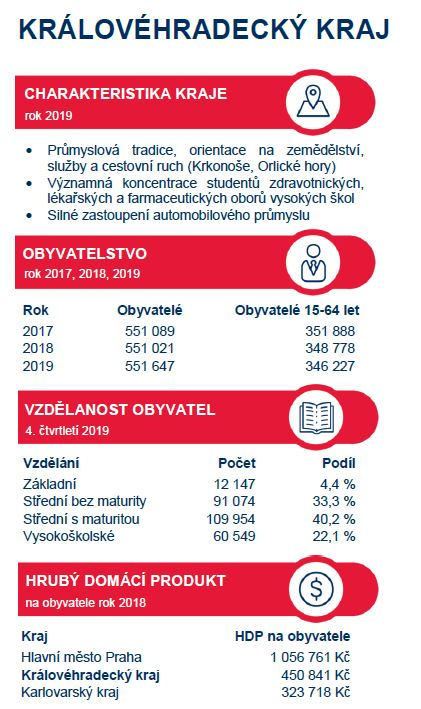 KRÁLOVÉHRADECKÝ KRAJ
CHARAKTERISTIKA KRAJE
rok 2019
• Průmyslová tradice, orientace na zemědělství,
služby a cestovní ruch (Krkonoše, Orlické hory)
• Významná koncentrace studentů zdravotnických,
lékařských a farmaceutických oborů vysokých škol
• Silné zastoupení automobilového průmyslu
OBYVATELSTVO
rok 2017, 2018, 2019
Rok Obyvatelé Obyvatelé 15-64 let
2017 551 089 351 888
2018 551 021 348 778
2019 551 647 346 227
VZDĚLANOST OBYVATEL
4. čtvrtletí 2019
Vzdělání Počet Podíl
Základní 12 147 4,4 %
Střední bez maturity 91 074 33,3 %
Střední s maturitou 109 954 40,2 %
Vysokoškolské 60 549 22,1 %
HRUBÝ DOMÁCÍ PRODUKT
na obyvatele rok 2018
$
Kraj HDP na obyvatele
Hlavní město Praha 1 056 761 Kč
Královéhradecký kraj 450 841 Kč
Karlovarský kraj 323 718 Kč